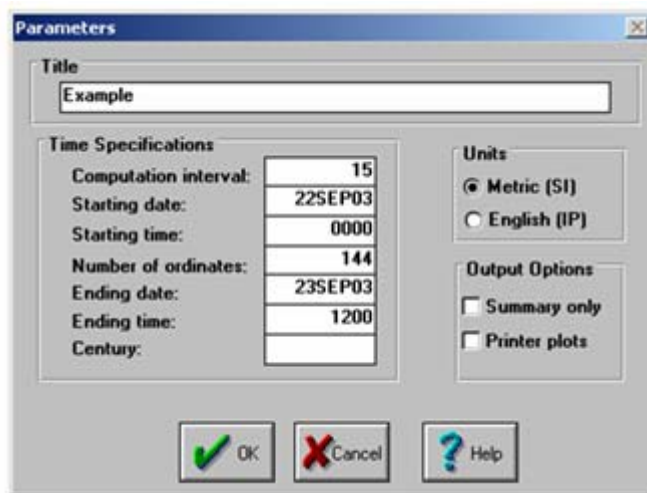 Parameters
Title
Example
Time Specifications
Computation interval: 15
Starting date: 22SEP03
Starting time: 0000
Number of ordinates: 144
Ending date: 23SEP03
Ending time: 1200
Century:
Units
Metric (SI)
English (IP)
Output Options
Summary only
Printer plots
OK
Cancel
Help